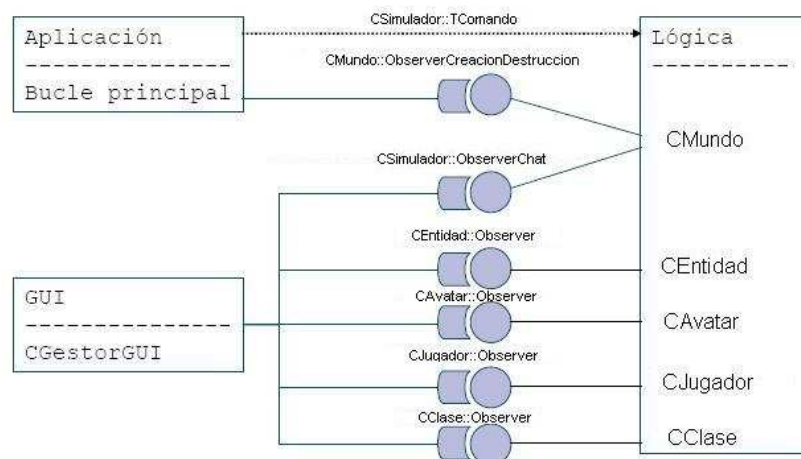 CSimulador::TComando
Aplicación
---------------
Bucle principal
Lógica
----------
CMundo::ObserverCreacionDestruccion
CMundo
CSimulador::ObserverChat
CEntidad::Observer
CEntidad
GUI
---------------
CGestorGUI
CAvatar::Observer
CAvatar
CJugador::Observer
CJugador
CClase::Observer
CClase